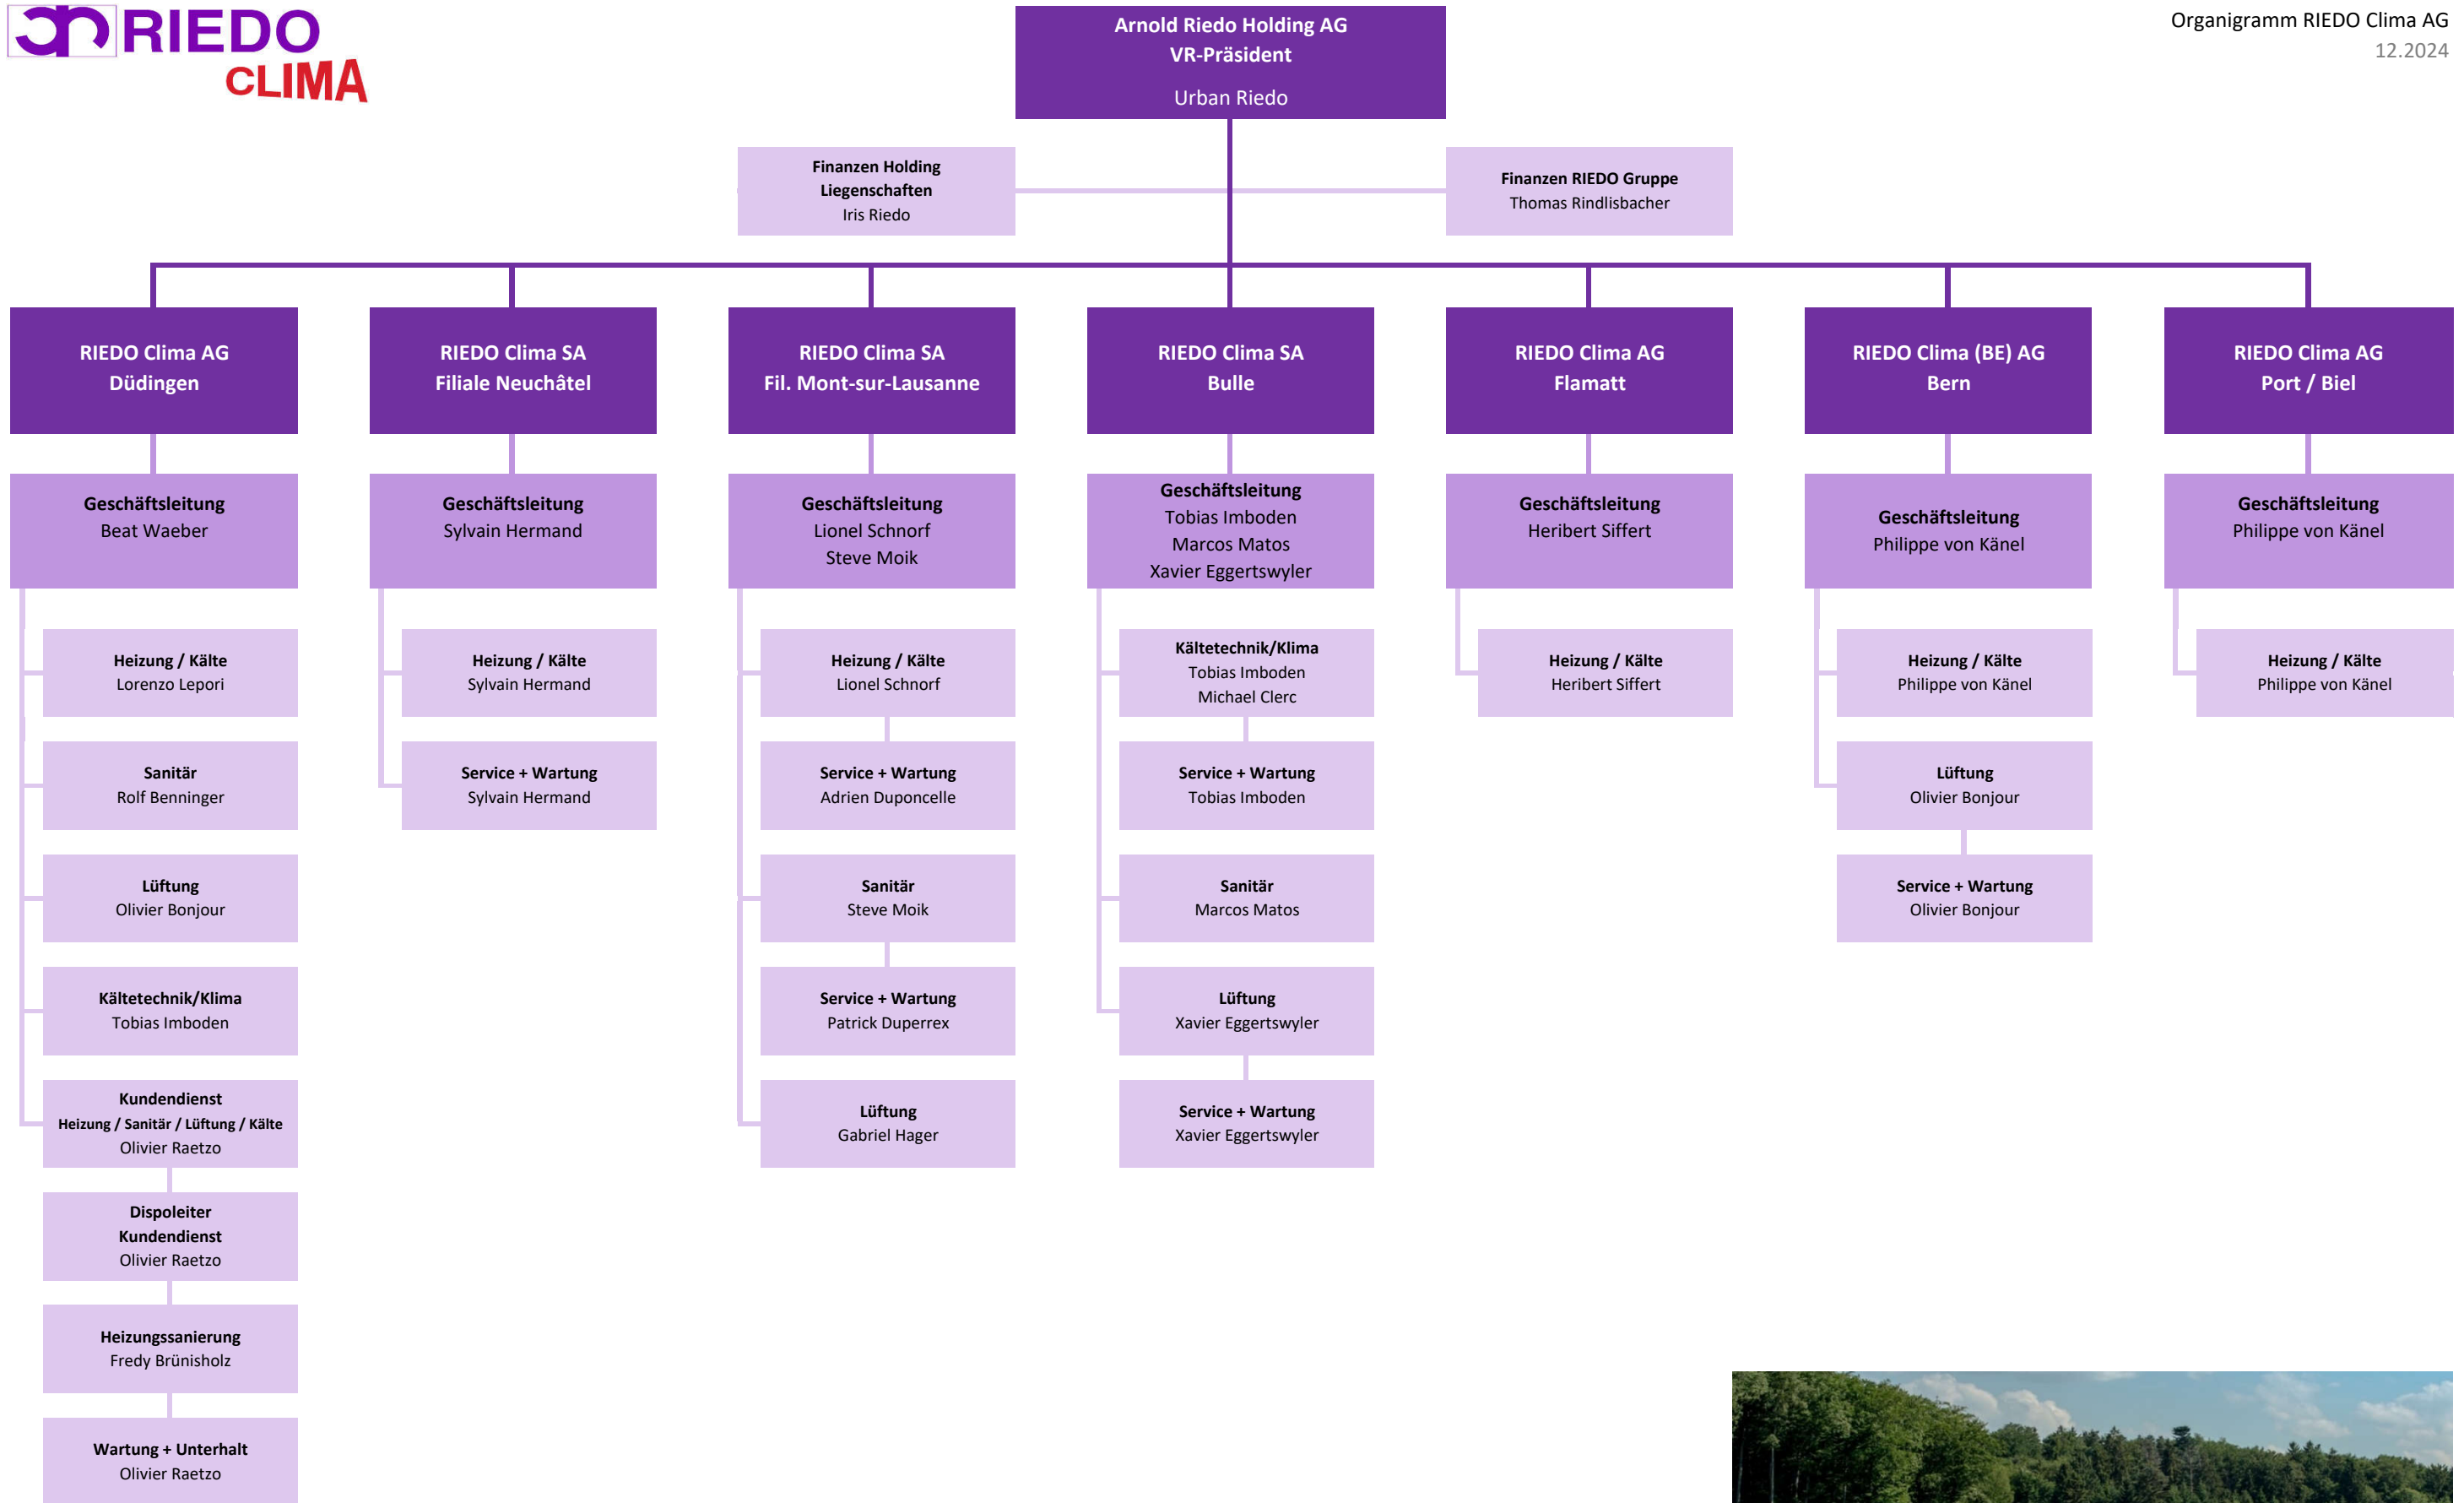 RIEDO
CLIMA
Arnold Riedo Holding AG
VR-Präsident
Urban Riedo
Organigramm RIEDO Clima AG
12.2024
Finanzen Holding
Liegenschaften
Iris Riedo
Finanzen RIEDO Gruppe
Thomas Rindlisbacher
RIEDO Clima AG
Düdingen
Geschäftsleitung
Beat Waeber
Heizung / Kälte
Lorenzo Lepori
Sanitär
Rolf Benninger
Lüftung
Olivier Bonjour
Kältetechnik/Klima
Tobias Imboden
Kundendienst
Heizung / Sanitär / Lüftung / Kälte
Olivier Raetzo
Dispoleiter
Kundendienst
Olivier Raetzo
Heizungssanierung
Fredy Brünisholz
Wartung + Unterhalt
Olivier Raetzo
RIEDO Clima SA
Filiale Neuchâtel
Geschäftsleitung
Sylvain Hermand
Heizung / Kälte
Sylvain Hermand
Service + Wartung
Sylvain Hermand
RIEDO Clima SA
Fil. Mont-sur-Lausanne
Geschäftsleitung
Lionel Schnorf
Steve Moik
Heizung / Kälte
Lionel Schnorf
Service + Wartung
Adrien Duponcelle
Sanitär
Steve Moik
Service + Wartung
Patrick Duperrex
Lüftung
Gabriel Hager
RIEDO Clima SA
Bulle
Geschäftsleitung
Tobias Imboden
Marcos Matos
Xavier Eggertswyler
Kältetechnik/Klima
Tobias Imboden
Michael Clerc
Service + Wartung
Tobias Imboden
Sanitär
Marcos Matos
Lüftung
Xavier Eggertswyler
Service + Wartung
Xavier Eggertswyler
RIEDO Clima AG
Flamatt
Geschäftsleitung
Heribert Siffert
Heizung / Kälte
Heribert Siffert
RIEDO Clima (BE) AG
Bern
Geschäftsleitung
Philippe von Känel
Heizung / Kälte
Philippe von Känel
Lüftung
Olivier Bonjour
Service + Wartung
Olivier Bonjour
RIEDO Clima AG
Port / Biel
Geschäftsleitung
Philippe von Känel
Heizung / Kälte
Philippe von Känel